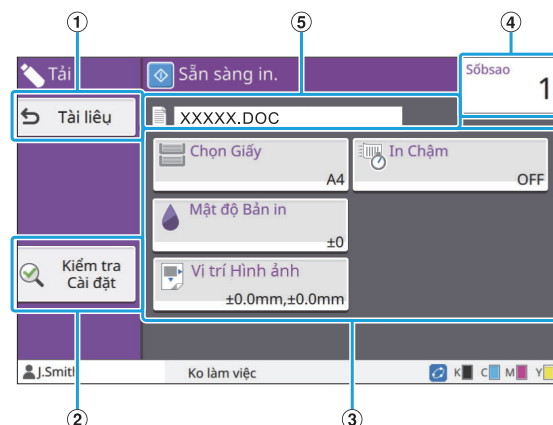 ① ⑤ ④
Tải
Sẵn sàng in.
Sốbsao
1
Tài liệu
XXXXX.DOC
Chọn Giấy
A4
In Chậm
OFF
Mật độ Bản in
±0
Kiểm tra
Cài đặt
Vị trí Hình ảnh
±0.0mm,±0.0mm
J.Smith
Ko làm việc
K C M Y
② ③